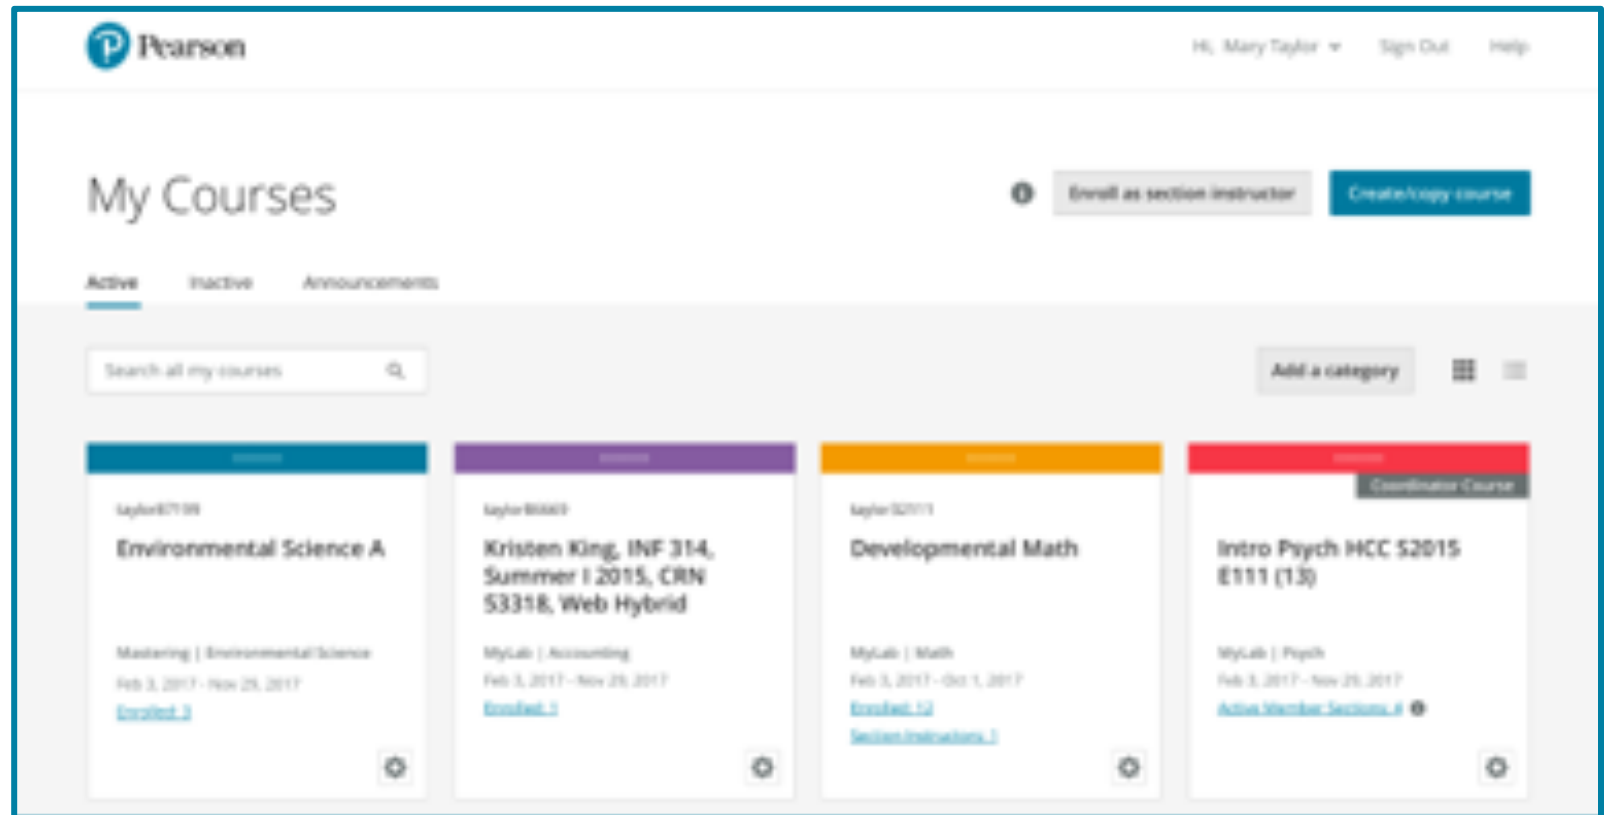 Pearson
Hi, Mary Taylor
Sign Out
Help
My Courses
Enroll as section instructor
Create/copy course
Active
Inactive
Announcements
Search all my courses
Add a category
taylor87199
Environmental Science A
Mastering | Environmental Science
Feb 3, 2017 - Nov 29, 2017
Enrolled: 3
Kristen King, INF 314,
Summer I 2015, CRN
53318, Web Hybrid
MyLab | Accounting
Feb 3, 2017 - Nov 29, 2017
Enrolled: 1
Developmental Math
MyLab | Math
Feb 3, 2017 - Oct 1, 2017
Enrolled: 12
Section Instructors: 1
Coordinator Course
Intro Psych HCC S2015
E111 (13)
MyLab | Psych
Feb 3, 2017 - Nov 29, 2017
Active Member Sections: 4